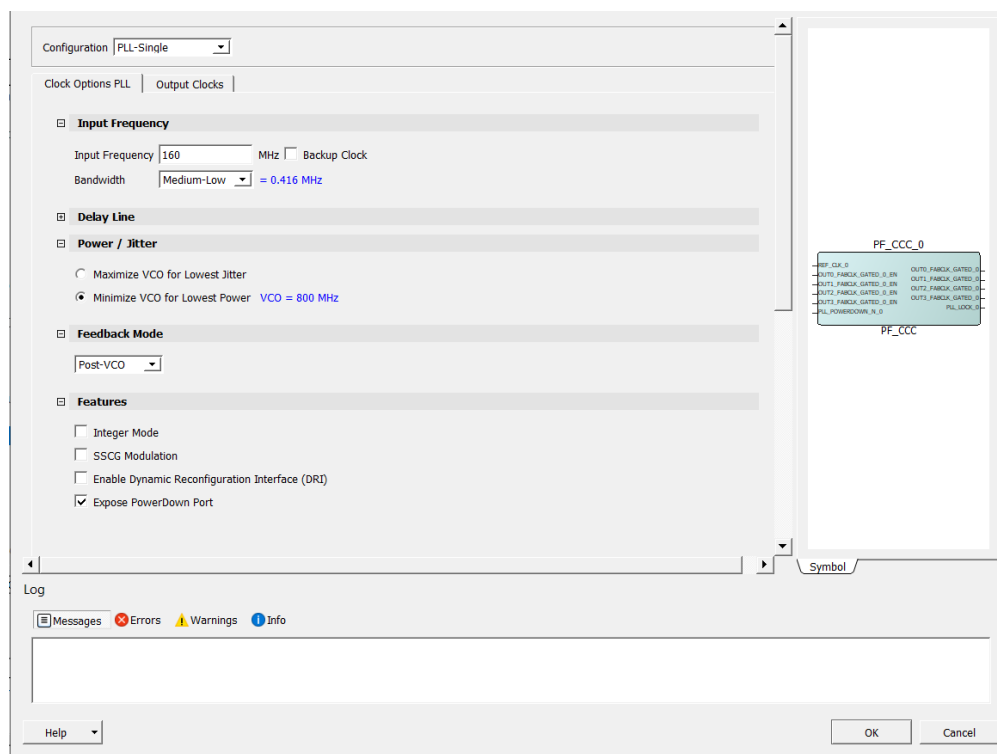 Configuration PLL-Single
Clock Options PLL Output Clocks
Input Frequency
Input Frequency 160 MHz Backup Clock
Bandwidth Medium-Low = 0.416 MHz
Delay Line
Power / Jitter
Maximize VCO for Lowest Jitter
Minimize VCO for Lowest Power VCO = 800 MHz
Feedback Mode
Post-VCO
Features
Integer Mode
SSCG Modulation
Enable Dynamic Reconfiguration Interface (DRI)
Expose PowerDown Port
PF_CCC_0
REF_CLK_0
OUT0_FABCLK_GATED_0_EN OUT0_FABCLK_GATED_0
OUT1_FABCLK_GATED_0_EN OUT1_FABCLK_GATED_0
OUT2_FABCLK_GATED_0_EN OUT2_FABCLK_GATED_0
OUT3_FABCLK_GATED_0_EN OUT3_FABCLK_GATED_0
PLL_POWERDOWN_N_0 PLL_LOCK_0
PF_CCC
Symbol
Log
Messages Errors Warnings Info
Help OK Cancel